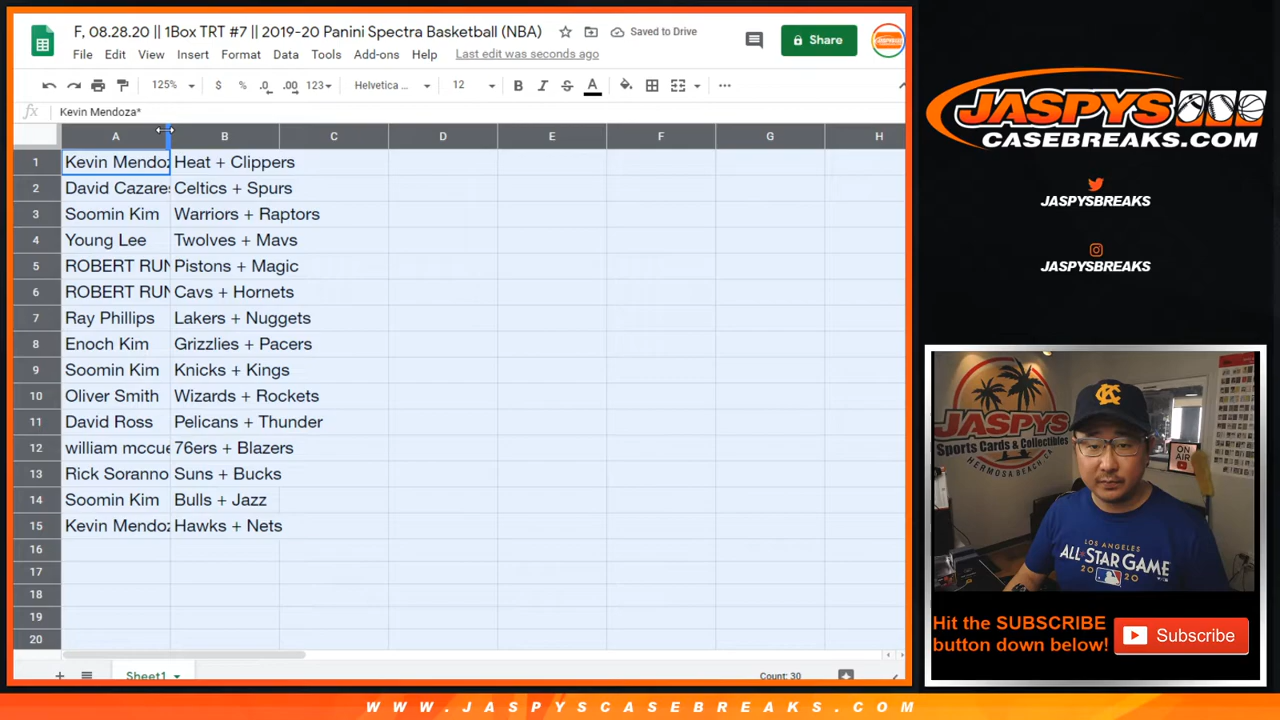 F, 08.28.20 || 1Box TRT #7 || 2019-20 Panini Spectra Basketball (NBA)
Saved to Drive
File Edit View Insert Format Data Tools Add-ons Help Last edit was seconds ago
Share
125% $ % .0 .00 123 Helvetica ... 12 B I S A ...
fx Kevin Mendoza*
A B C D E F G H
1 Kevin Mendoz Heat + Clippers
2 David Cazares Celtics + Spurs
3 Soomin Kim Warriors + Raptors
4 Young Lee Twolves + Mavs
5 ROBERT RUN Pistons + Magic
6 ROBERT RUN Cavs + Hornets
7 Ray Phillips Lakers + Nuggets
8 Enoch Kim Grizzlies + Pacers
9 Soomin Kim Knicks + Kings
10 Oliver Smith Wizards + Rockets
11 David Ross Pelicans + Thunder
12 william mccue 76ers + Blazers
13 Rick Soranno Suns + Bucks
14 Soomin Kim Bulls + Jazz
15 Kevin Mendoz Hawks + Nets
16
17
18
19
20
Sheet1
Count: 30
JASPYS
CASEBREAKS.COM
JASPYSBREAKS
JASPYSBREAKS
JASPYS
Sports Cards & Collectibles
HERMOSA BEACH, CA
ON AIR
KC
LOS ANGELES
ALL STAR GAME
2020
Hit the SUBSCRIBE
button down below!
Subscribe
WWW.JASPYSCASEBREAKS.COM